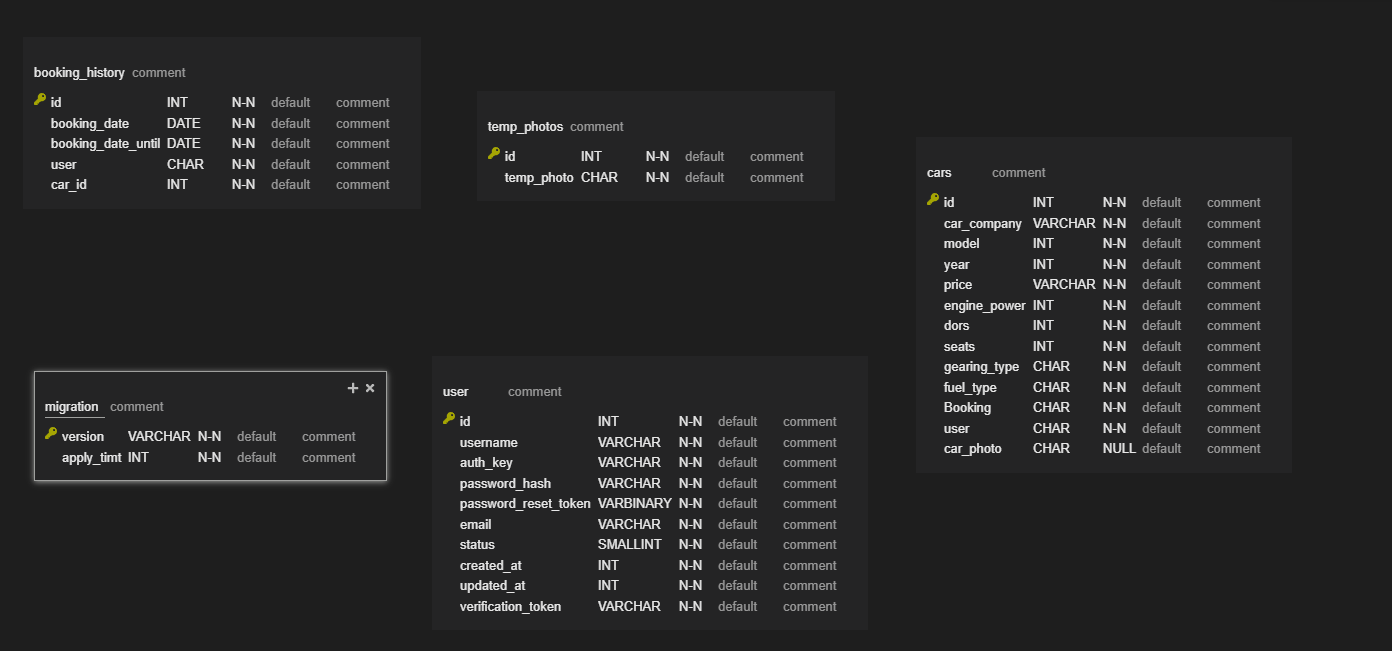 booking_history comment
id INT N-N default comment
booking_date DATE N-N default comment
booking_date_until DATE N-N default comment
user CHAR N-N default comment
car_id INT N-N default comment
temp_photos comment
id INT N-N default comment
temp_photo CHAR N-N default comment
cars comment
id INT N-N default comment
car_company VARCHAR N-N default comment
model INT N-N default comment
year INT N-N default comment
price VARCHAR N-N default comment
engine_power INT N-N default comment
dors INT N-N default comment
seats INT N-N default comment
gearing_type CHAR N-N default comment
fuel_type CHAR N-N default comment
Booking CHAR N-N default comment
user CHAR N-N default comment
car_photo CHAR NULL default comment
migration comment
version VARCHAR N-N default comment
apply_timt INT N-N default comment
user comment
id INT N-N default comment
username VARCHAR N-N default comment
auth_key VARCHAR N-N default comment
password_hash VARCHAR N-N default comment
password_reset_token VARBINARY N-N default comment
email VARCHAR N-N default comment
status SMALLINT N-N default comment
created_at INT N-N default comment
updated_at INT N-N default comment
verification_token VARCHAR N-N default comment